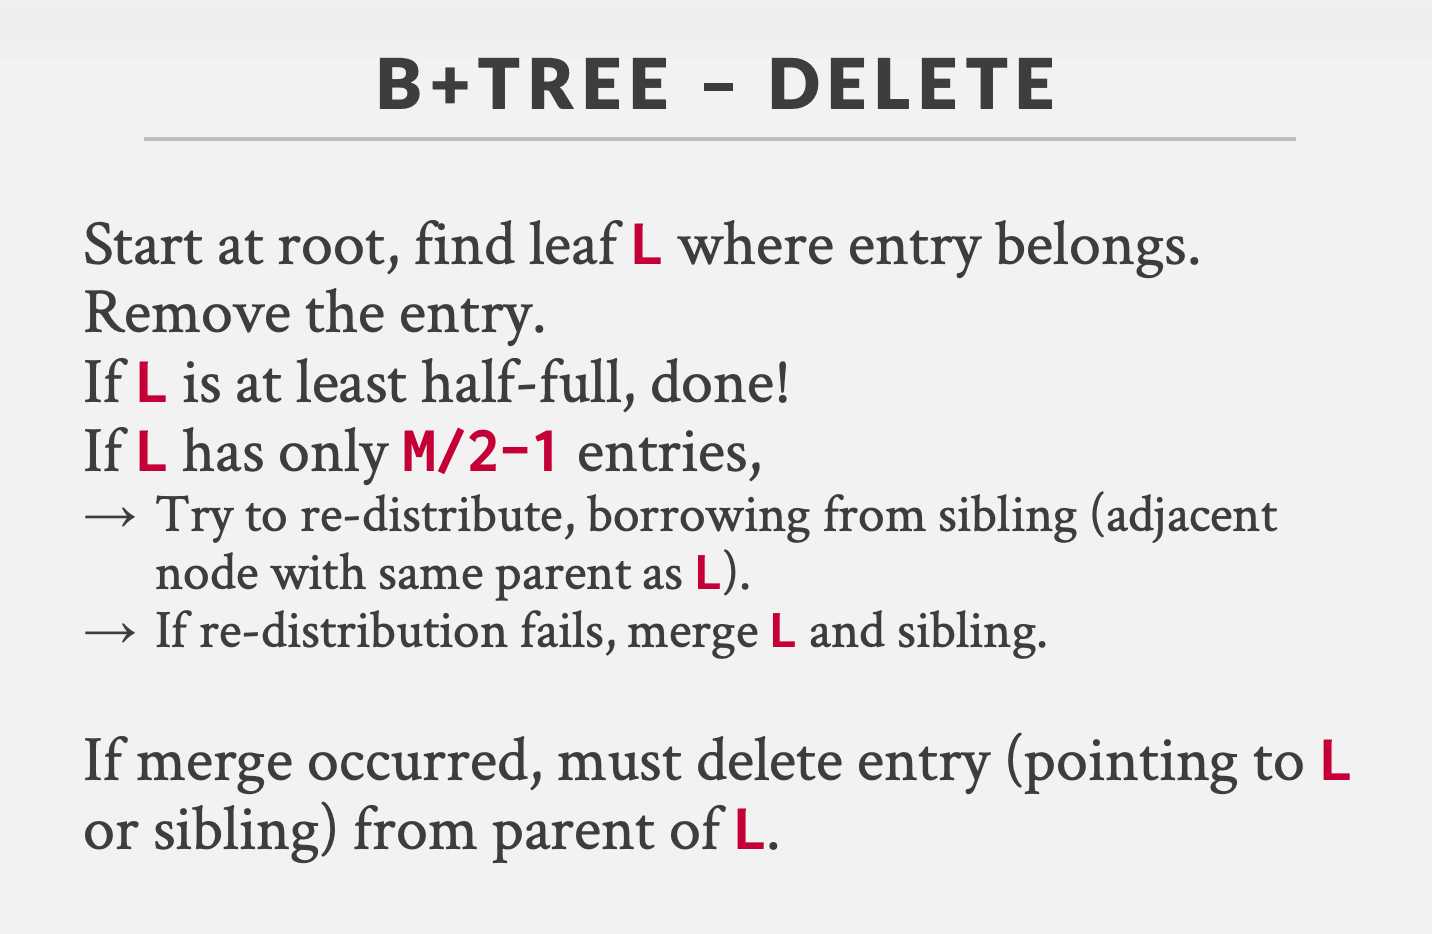 B+TREE – DELETE
Start at root, find leaf L where entry belongs.
Remove the entry.
If L is at least half-full, done!
If L has only M/2-1 entries,
→ Try to re-distribute, borrowing from sibling (adjacent
node with same parent as L).
→ If re-distribution fails, merge L and sibling.
If merge occurred, must delete entry (pointing to L
or sibling) from parent of L.